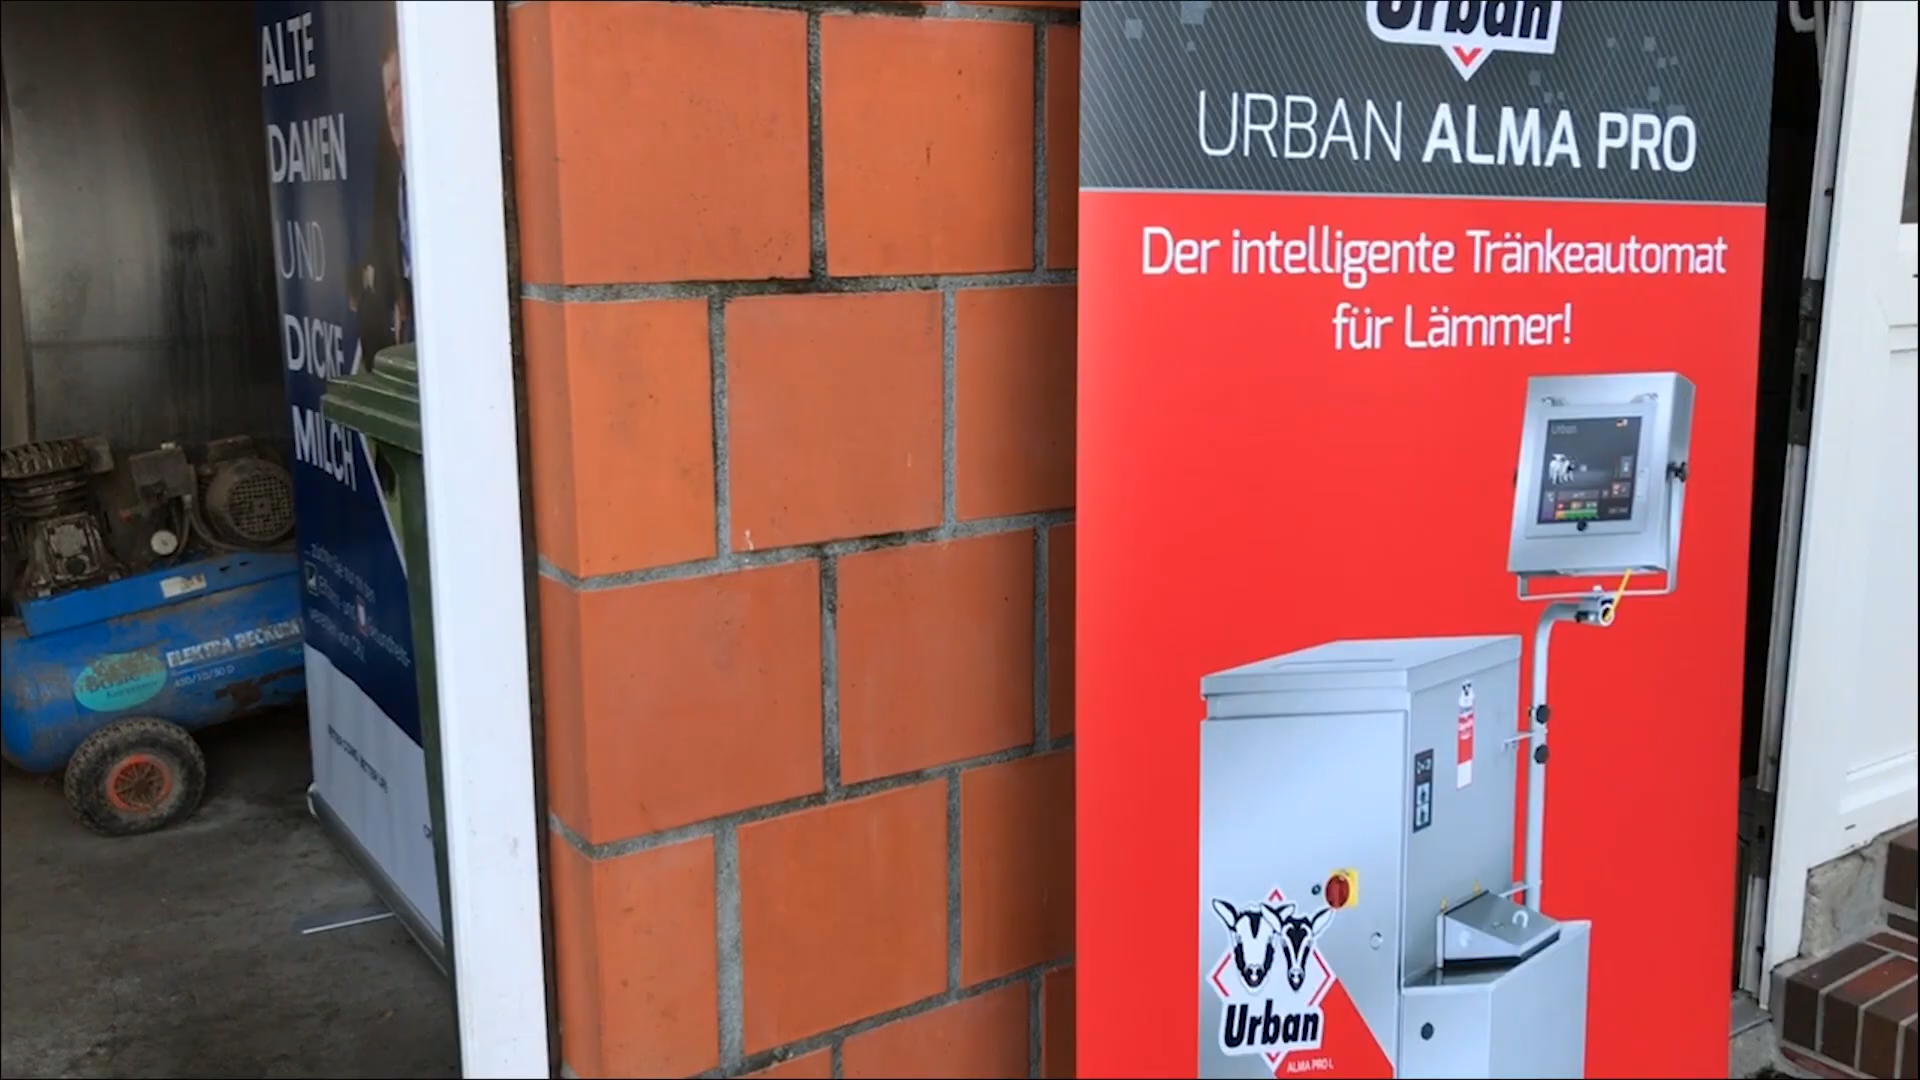 ALTE
DAMEN
UND
DICKE
MILCH
ELEKTRA BECKUM
Urban
URBAN ALMA PRO
Der intelligente Tränkeautomat
für Lämmer!
Urban
Urban
ALMA PRO L